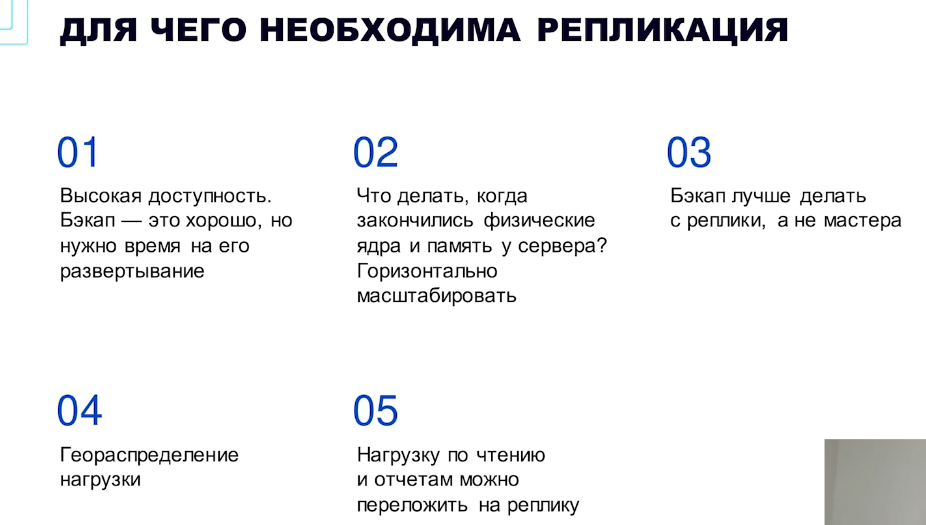 ДЛЯ ЧЕГО НЕОБХОДИМА РЕПЛИКАЦИЯ
01
Высокая доступность.
Бэкап — это хорошо, но
нужно время на его
развертывание
02
Что делать, когда
закончились физические
ядра и память у сервера?
Горизонтально
масштабировать
03
Бэкап лучше делать
с реплики, а не мастера
04
Геораспределение
нагрузки
05
Нагрузку по чтению
и отчетам можно
переложить на реплику